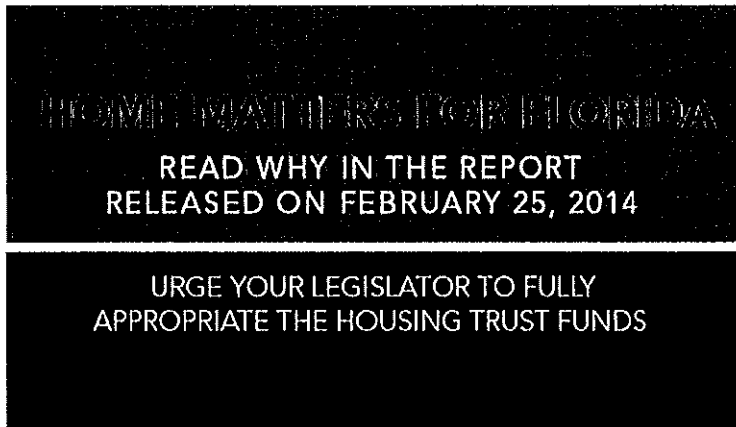 HOME MATTERS FOR FLORIDA
READ WHY IN THE REPORT
RELEASED ON FEBRUARY 25, 2014
URGE YOUR LEGISLATOR TO FULLY
APPROPRIATE THE HOUSING TRUST FUNDS